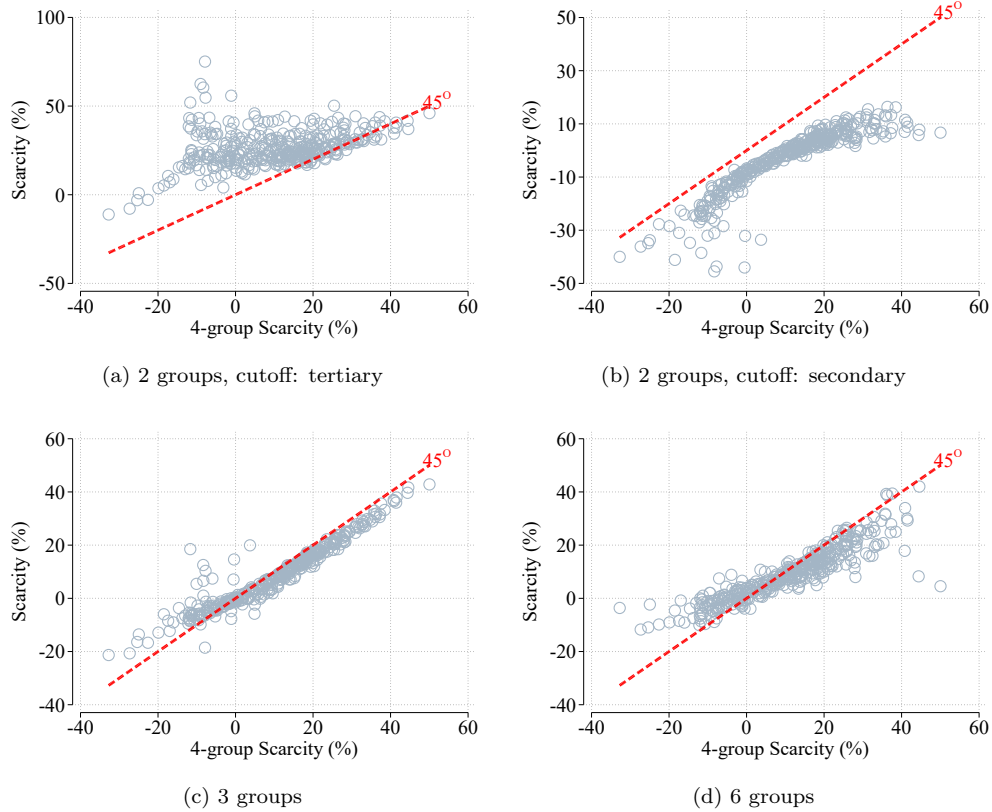 100
50
0
-50
Scarcity (%)
45°
-40 -20 0 20 40 60
4-group Scarcity (%)
(a) 2 groups, cutoff: tertiary
50
30
10
-10
-30
-50
Scarcity (%)
45°
-40 -20 0 20 40 60
4-group Scarcity (%)
(b) 2 groups, cutoff: secondary
60
40
20
0
-20
-40
Scarcity (%)
45°
-40 -20 0 20 40 60
4-group Scarcity (%)
(c) 3 groups
60
40
20
0
-20
-40
Scarcity (%)
45°
-40 -20 0 20 40 60
4-group Scarcity (%)
(d) 6 groups